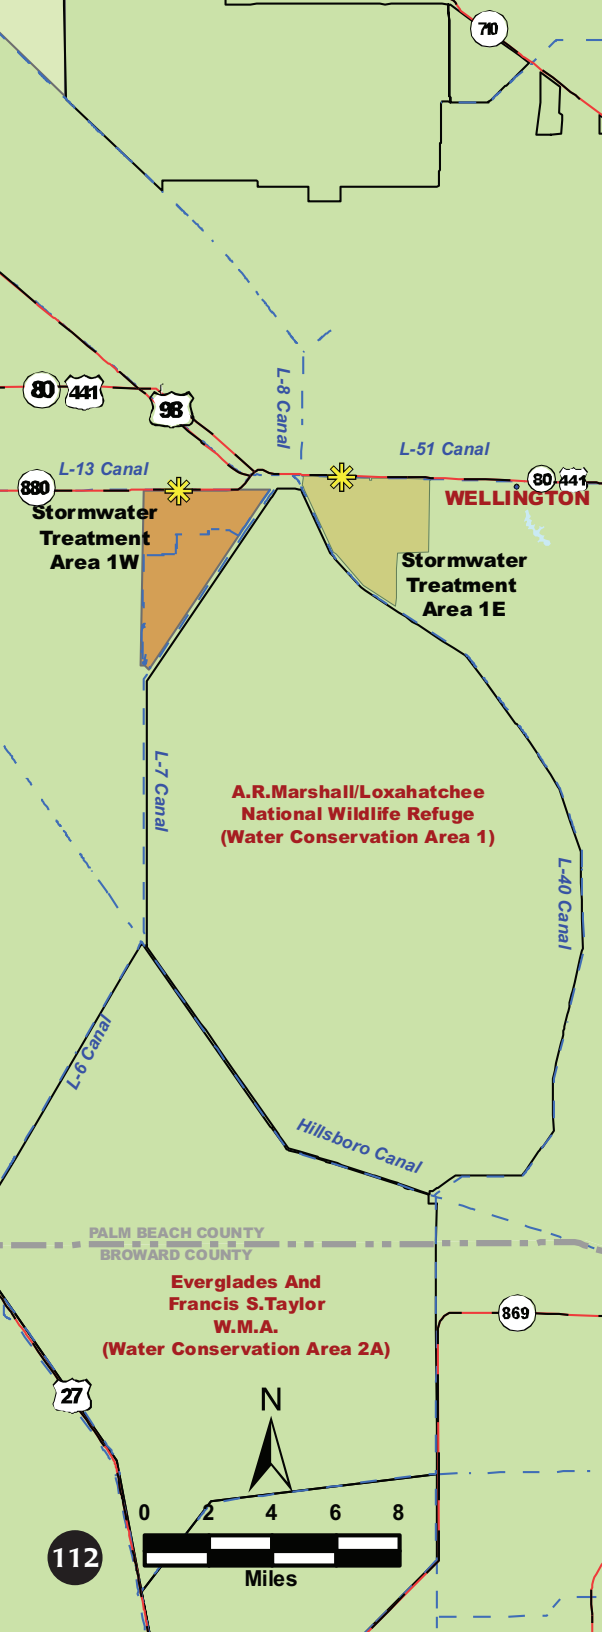 710
L-8 Canal
80
441
98
L-51 Canal
L-13 Canal
880
80
441
WELLINGTON
Stormwater
Treatment
Area 1W
Stormwater
Treatment
Area 1E
L-7 Canal
A.R.Marshall/Loxahatchee
National Wildlife Refuge
(Water Conservation Area 1)
L-40 Canal
L-6 Canal
Hillsboro Canal
PALM BEACH COUNTY
BROWARD COUNTY
Everglades And
Francis S.Taylor
W.M.A.
(Water Conservation Area 2A)
869
27
N
0 2 4 6 8
112
Miles